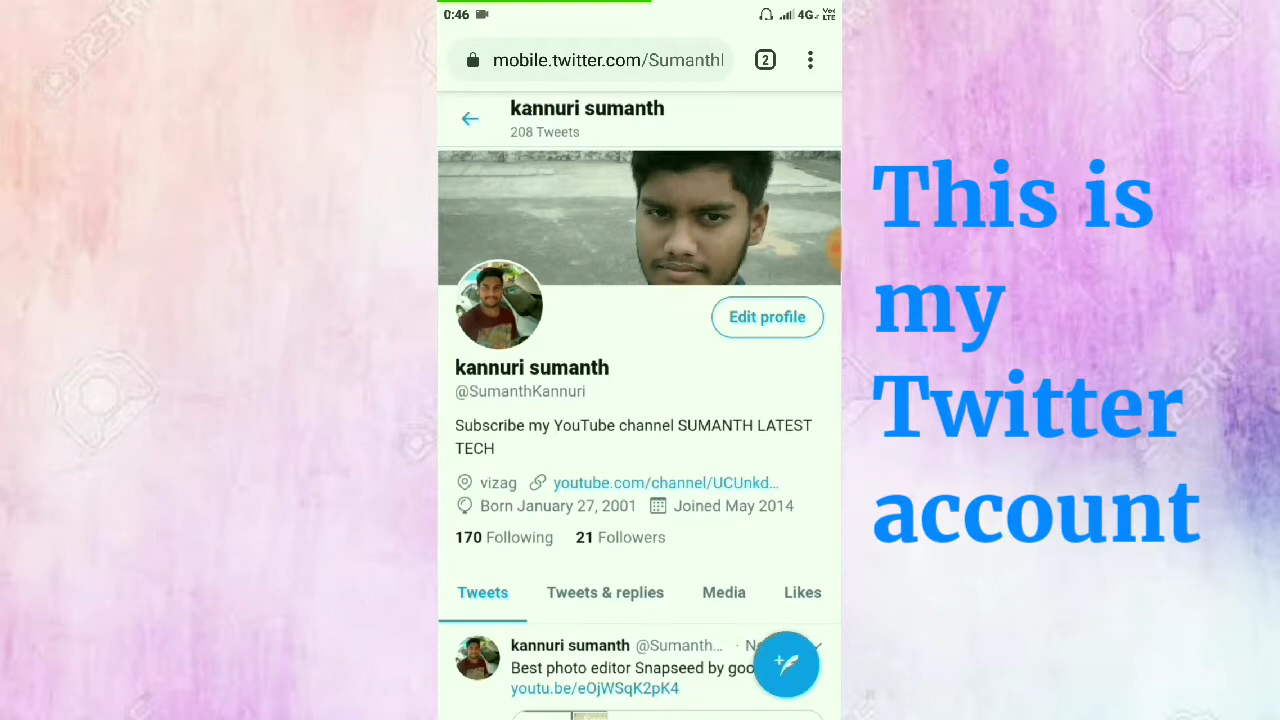 0:46
4G
Vo
LTE
mobile.twitter.com/SumanthI
2
kannuri sumanth
208 Tweets
Edit profile
kannuri sumanth
@SumanthKannuri
Subscribe my YouTube channel SUMANTH LATEST
TECH
vizag
youtube.com/channel/UCUnkd…
Born January 27, 2001
Joined May 2014
170 Following
21 Followers
Tweets
Tweets & replies
Media
Likes
kannuri sumanth @Sumanth… ·
Best photo editor Snapseed by goo
youtu.be/eOjWSqK2pK4
This is
my
Twitter
account